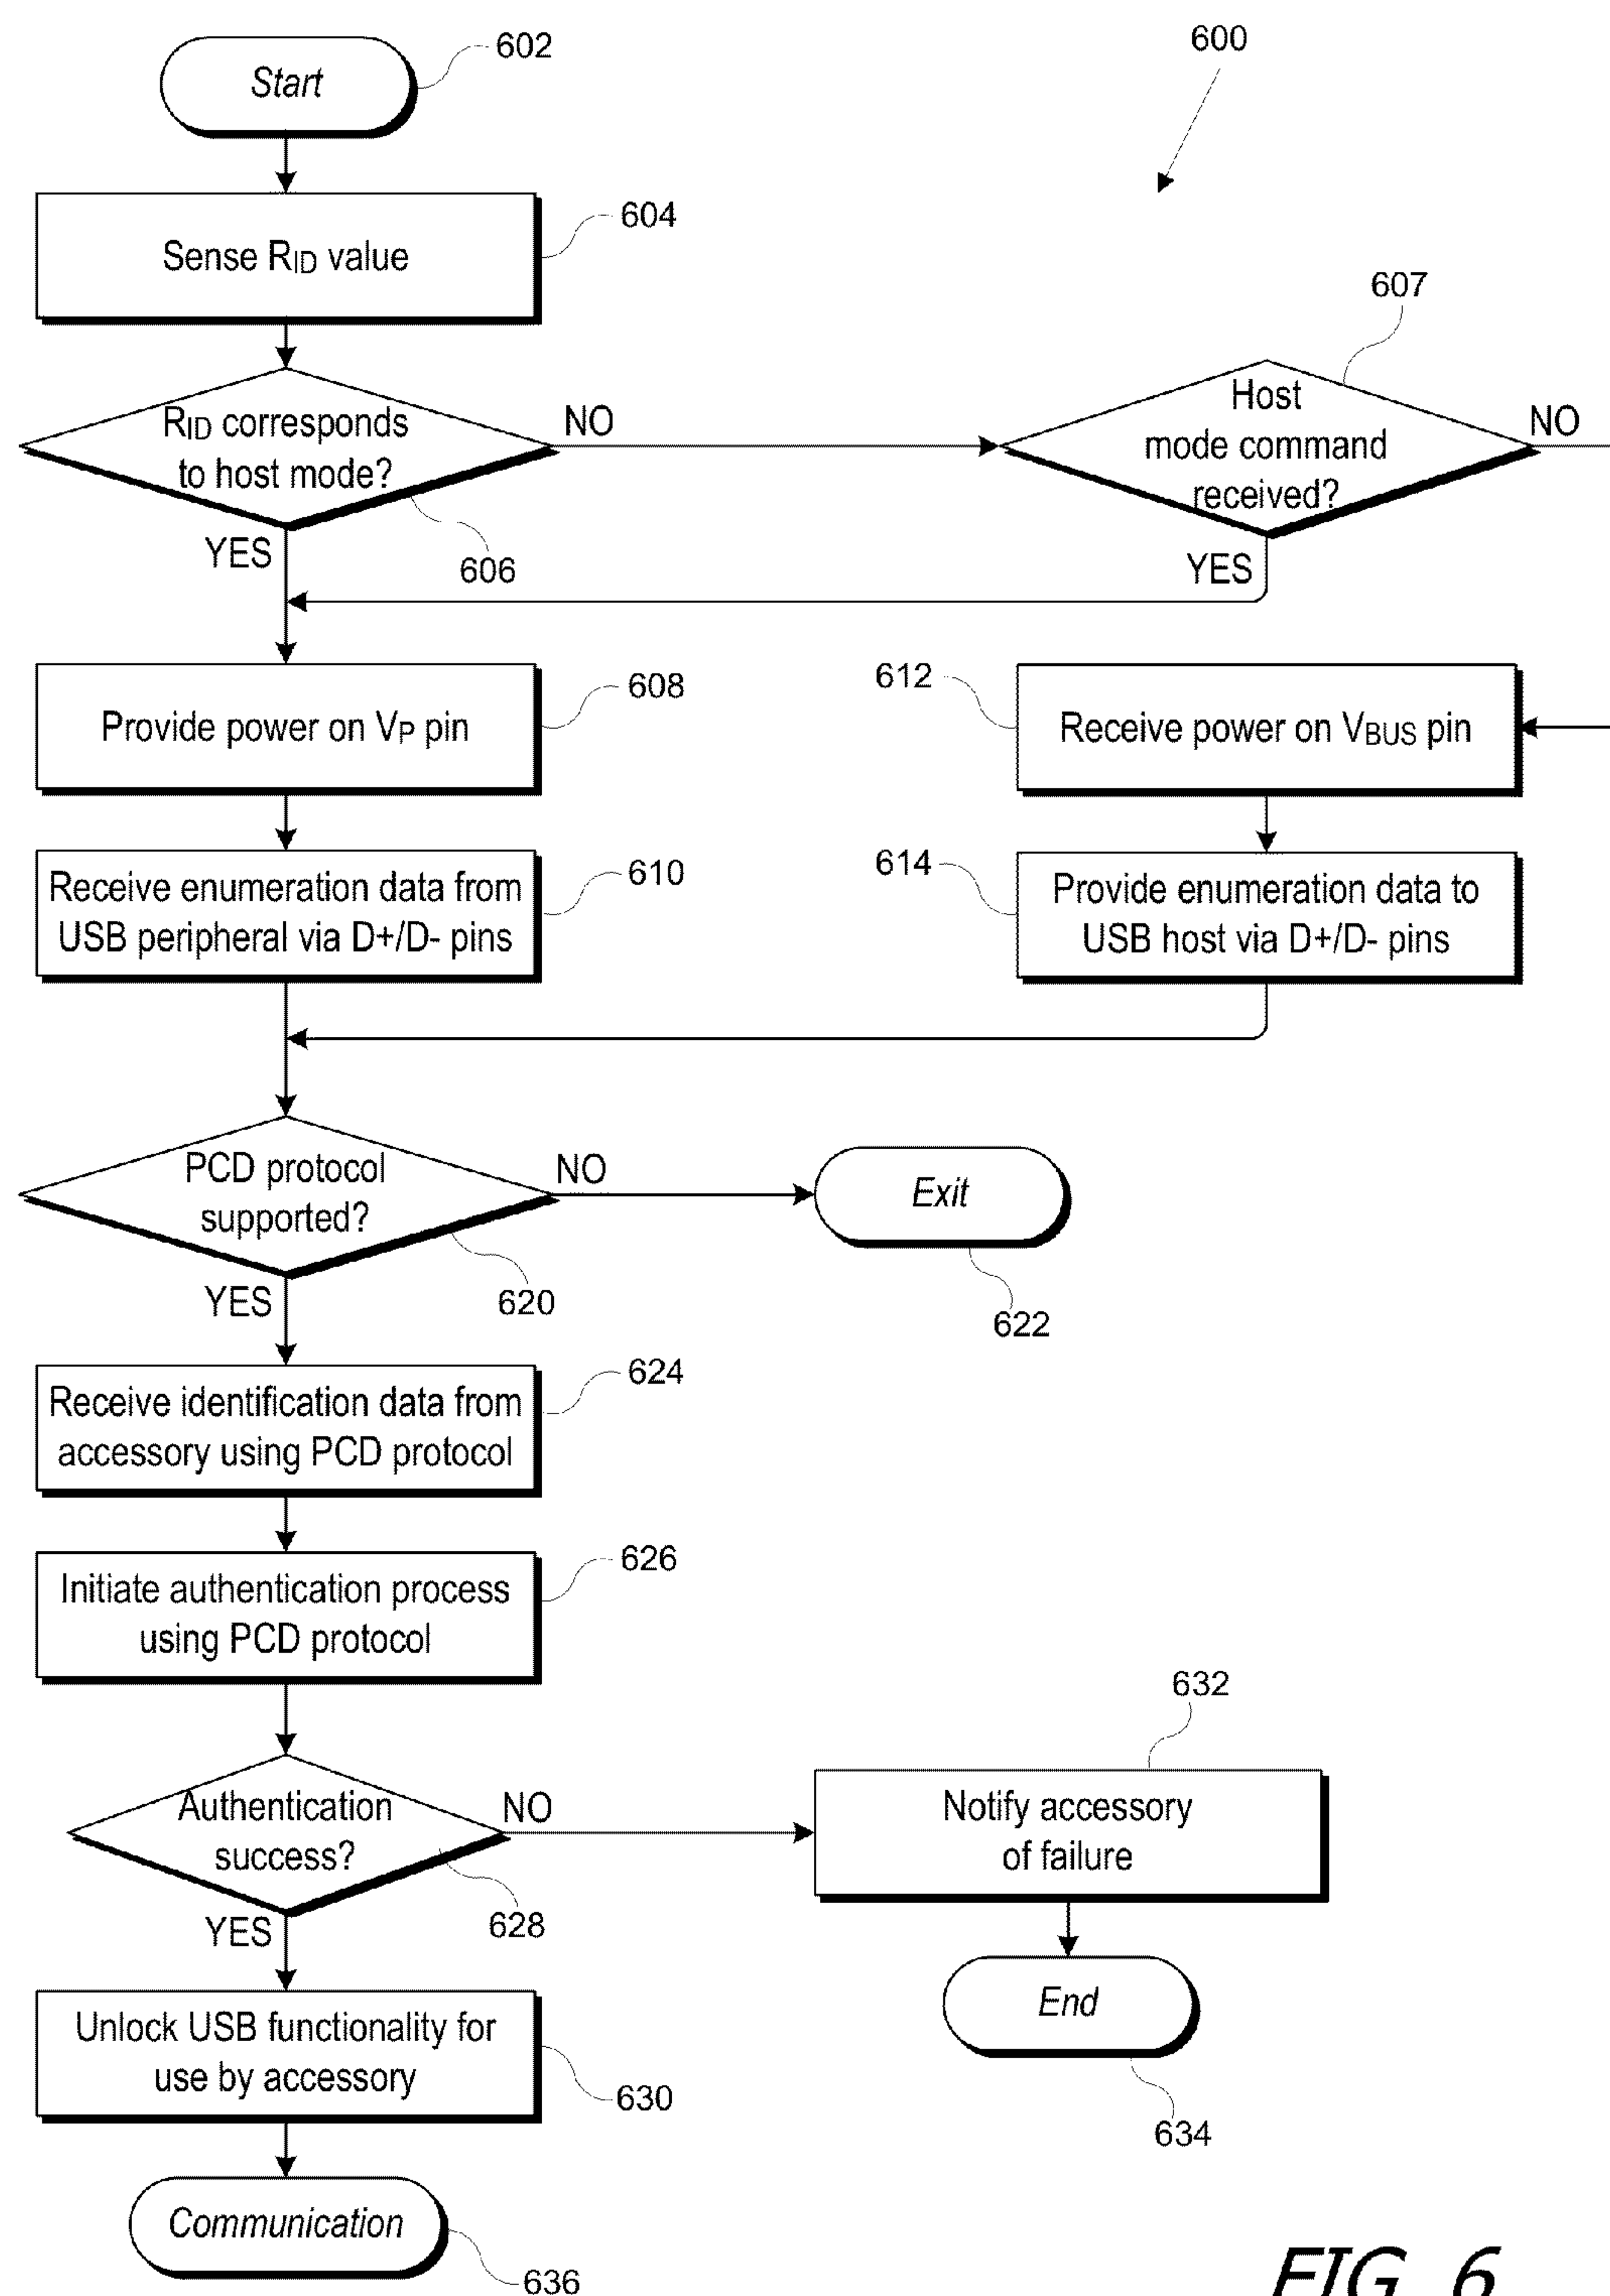 600
Start
602
Sense RID value
604
RID corresponds
to host mode?
606
NO
YES
Host
mode command
received?
607
NO
YES
Provide power on VP pin
608
Receive power on VBUS pin
612
Receive enumeration data from
USB peripheral via D+/D- pins
610
Provide enumeration data to
USB host via D+/D- pins
614
PCD protocol
supported?
620
NO
YES
Exit
622
Receive identification data from
accessory using PCD protocol
624
Initiate authentication process
using PCD protocol
626
Authentication
success?
628
NO
YES
Notify accessory
of failure
632
End
634
Unlock USB functionality for
use by accessory
630
Communication
636
FIG. 6